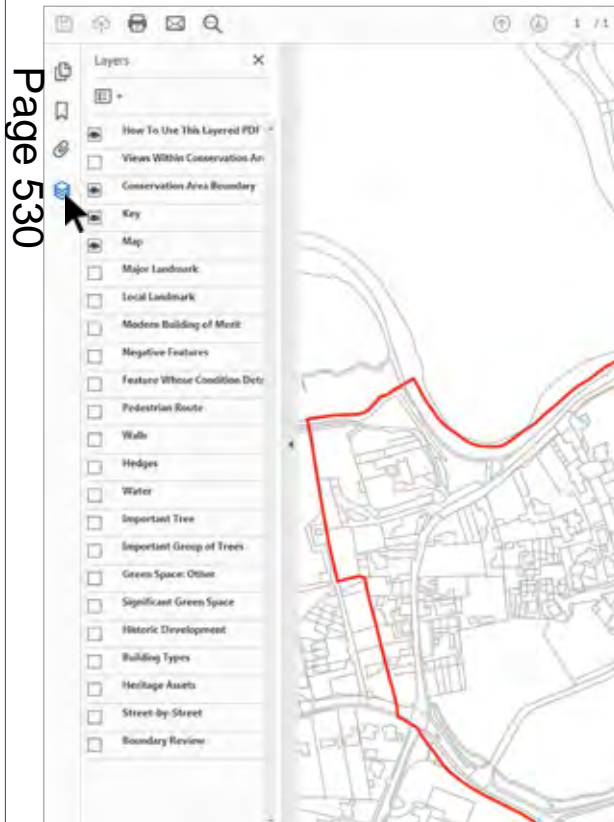 Page 530
1 / 1
Layers
How To Use This Layered PDF
Views Within Conservation Are
Conservation Area Boundary
Key
Map
Major Landmark
Local Landmark
Modern Building of Merit
Negative Features
Feature Whose Condition Detr
Pedestrian Route
Walls
Hedges
Water
Important Tree
Important Group of Trees
Green Space: Other
Significant Green Space
Historic Development
Building Types
Heritage Assets
Street-by-Street
Boundary Review